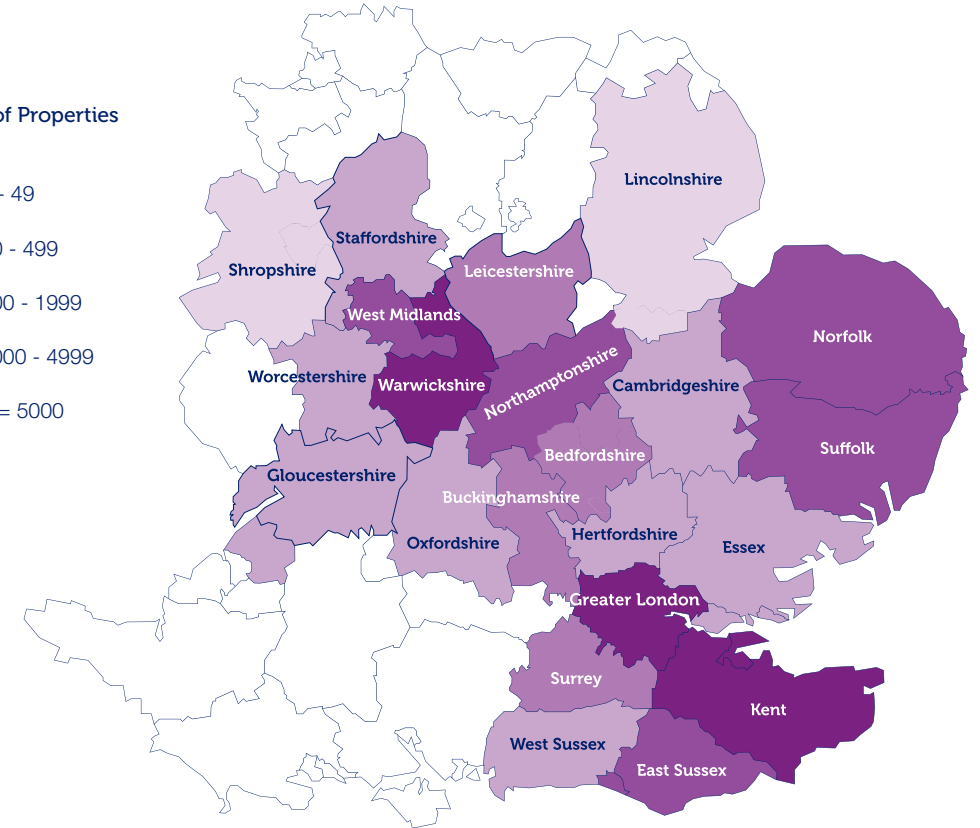 of Properties
- 49
0 - 499
00 - 1999
000 - 4999
= 5000
Lincolnshire
Staffordshire
Shropshire
Leicestershire
West Midlands
Norfolk
Worcestershire
Warwickshire
Northamptonshire
Cambridgeshire
Suffolk
Bedfordshire
Gloucestershire
Buckinghamshire
Oxfordshire
Hertfordshire
Essex
Greater London
Surrey
Kent
West Sussex
East Sussex